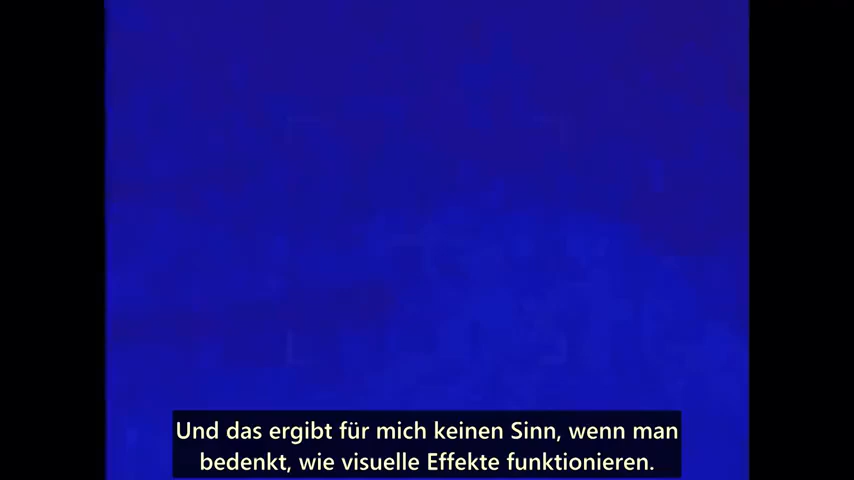 Und das ergibt für mich keinen Sinn, wenn man
bedenkt, wie visuelle Effekte funktionieren.